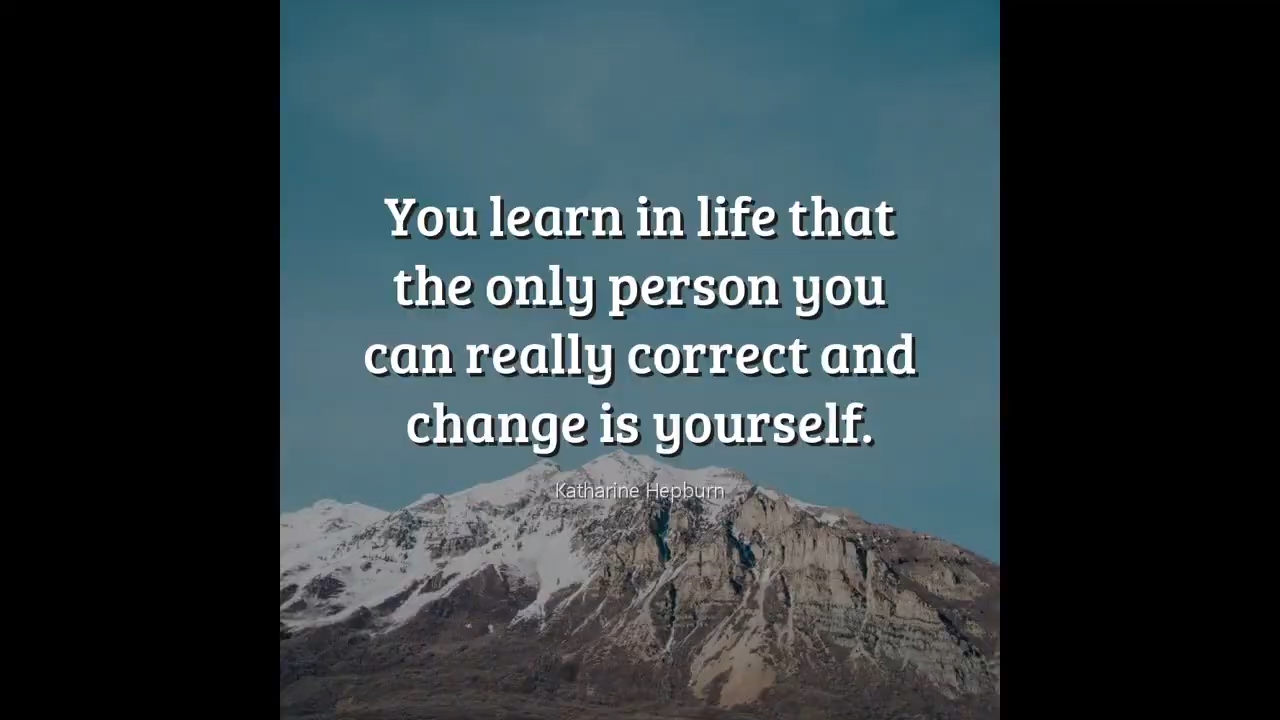 You learn in life that
the only person you
can really correct and
change is yourself.
Katharine Hepburn